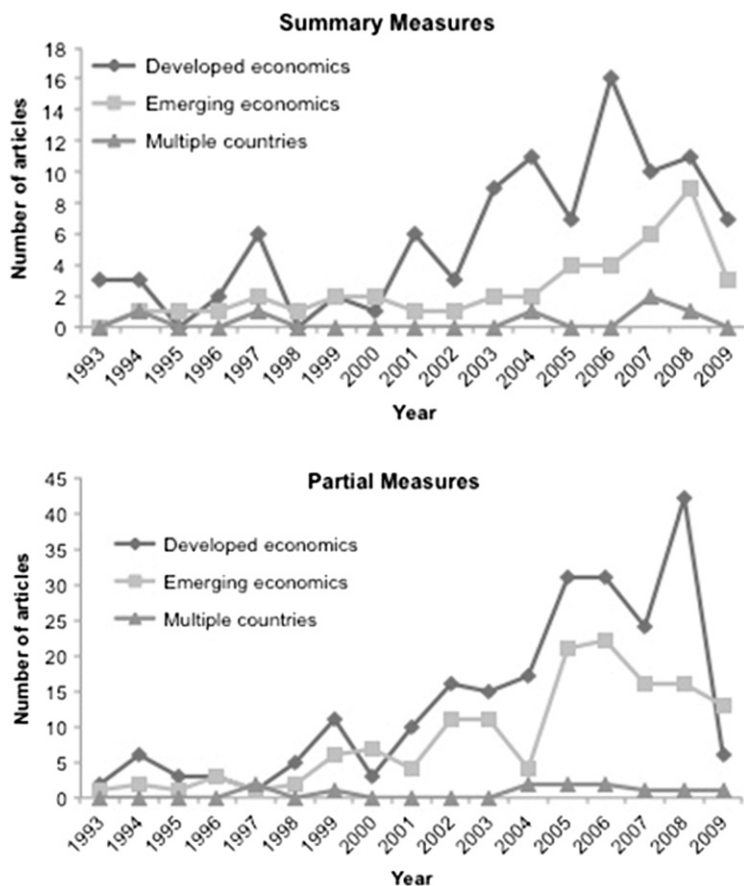 Summary Measures
18
16
14
12
10
8
6
4
2
0
Number of articles
Developed economics
Emerging economics
Multiple countries
1993 1994 1995 1996 1997 1998 1999 2000 2001 2002 2003 2004 2005 2006 2007 2008 2009
Year
Partial Measures
45
40
35
30
25
20
15
10
5
0
Number of articles
Developed economics
Emerging economics
Multiple countries
1993 1994 1995 1996 1997 1998 1999 2000 2001 2002 2003 2004 2005 2006 2007 2008 2009
Year